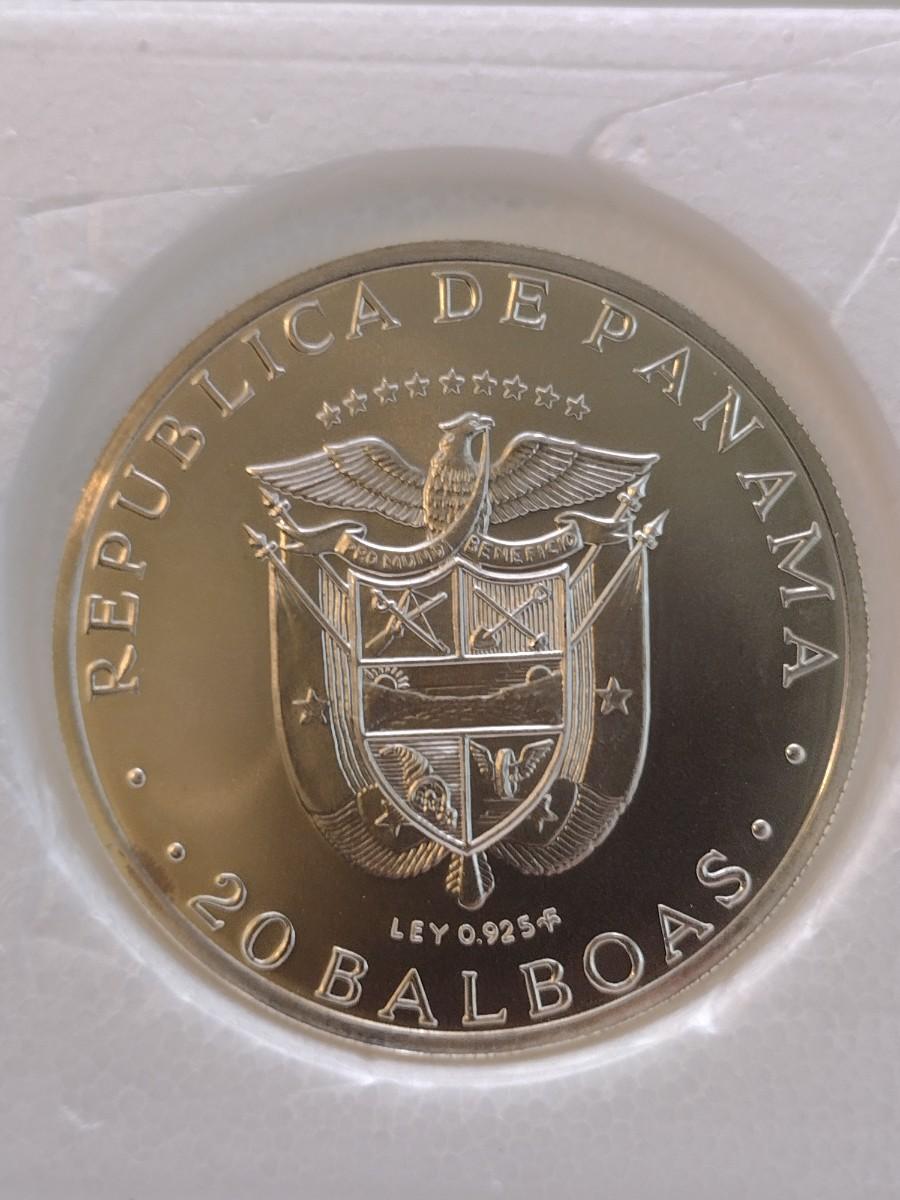 REPUBLICA DE PANAMA
PRO MUNDI BENEFICIO
LEY 0.925 F
· 20 BALBOAS ·